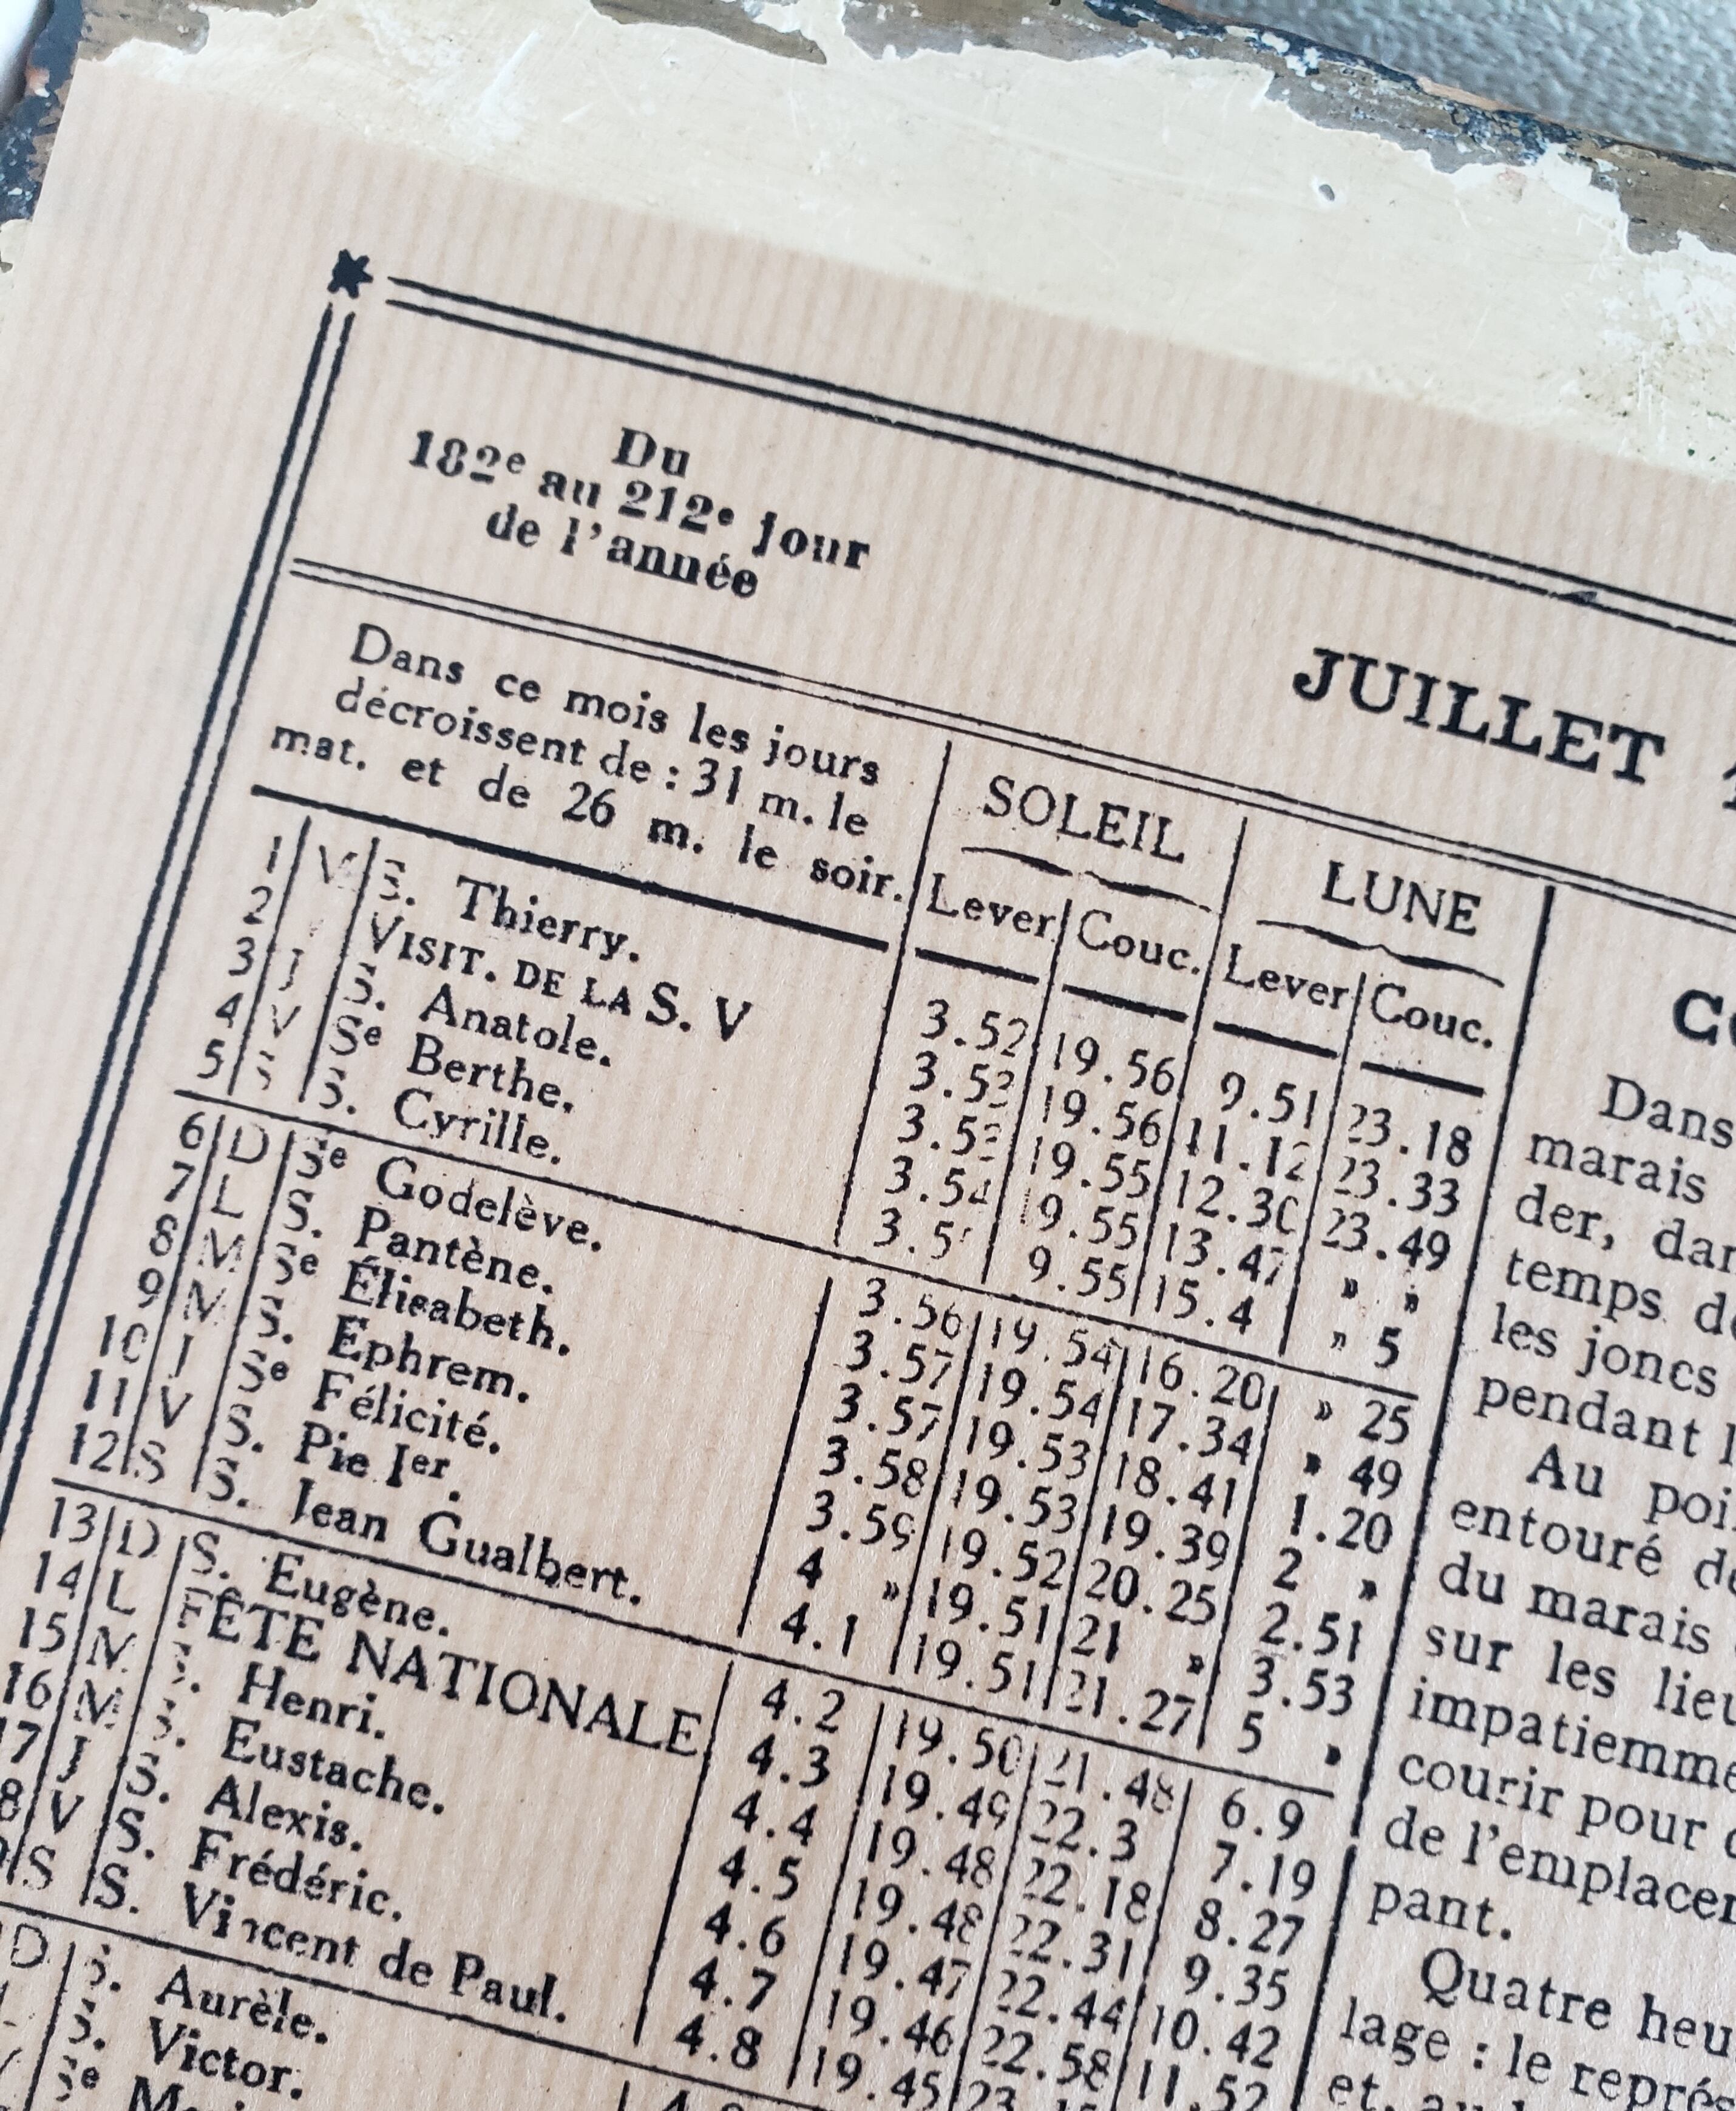 Du
182e au 212e jour
de l'année
JUILLET
Dans ce mois les jours
décroissent de : 31 m. le
mat. et de 26 m. le soir.
SOLEIL LUNE
Lever Couc. Lever Couc.
1 S. Thierry. 3.52 19.56 9.51 23.18
2 VISIT. DE LA S. V 3.53 19.56 11.12 23.33
3 J S. Anatole. 3.53 19.55 12.30 23.49
4 V Se Berthe. 3.54 19.55 13.47 » »
5 S S. Cyrille. 9.55 15.4 » 5
6 D Se Godelève. 3.56 19.54 16.20 » 25
7 L S. Pantène. 3.57 19.54 17.34 » 49
8 M Se Élisabeth. 3.57 19.53 18.41 1.20
9 M S. Ephrem. 3.58 19.53 19.39 2 »
10 J Se Félicité. 3.59 19.52 20.25 2.51
11 V S. Pie Ier. 4 » 19.51 21 » 3.53
12 S S. Jean Gualbert. 4.1 19.51 21.27 5 »
13 D S. Eugène. 4.2 19.50 21.48 6.9
14 L FÊTE NATIONALE 4.3 19.49 22.3 7.19
15 M S. Henri. 4.4 19.48 22.18 8.27
16 M S. Eustache. 4.5 19.48 22.31 9.35
17 J S. Alexis. 4.6 19.47 22.44 10.42
8 V S. Frédéric. 4.7 19.46 22.58 11.52
S S. Vincent de Paul. 4.8 19.45
D S. Aurèle.
S. Victor.
Se
Dans
marais
der,
temps
les joncs
pendant
Au
entouré
du marais
sur les
courir pour
de
pant.
Quatre
lage : le
et,